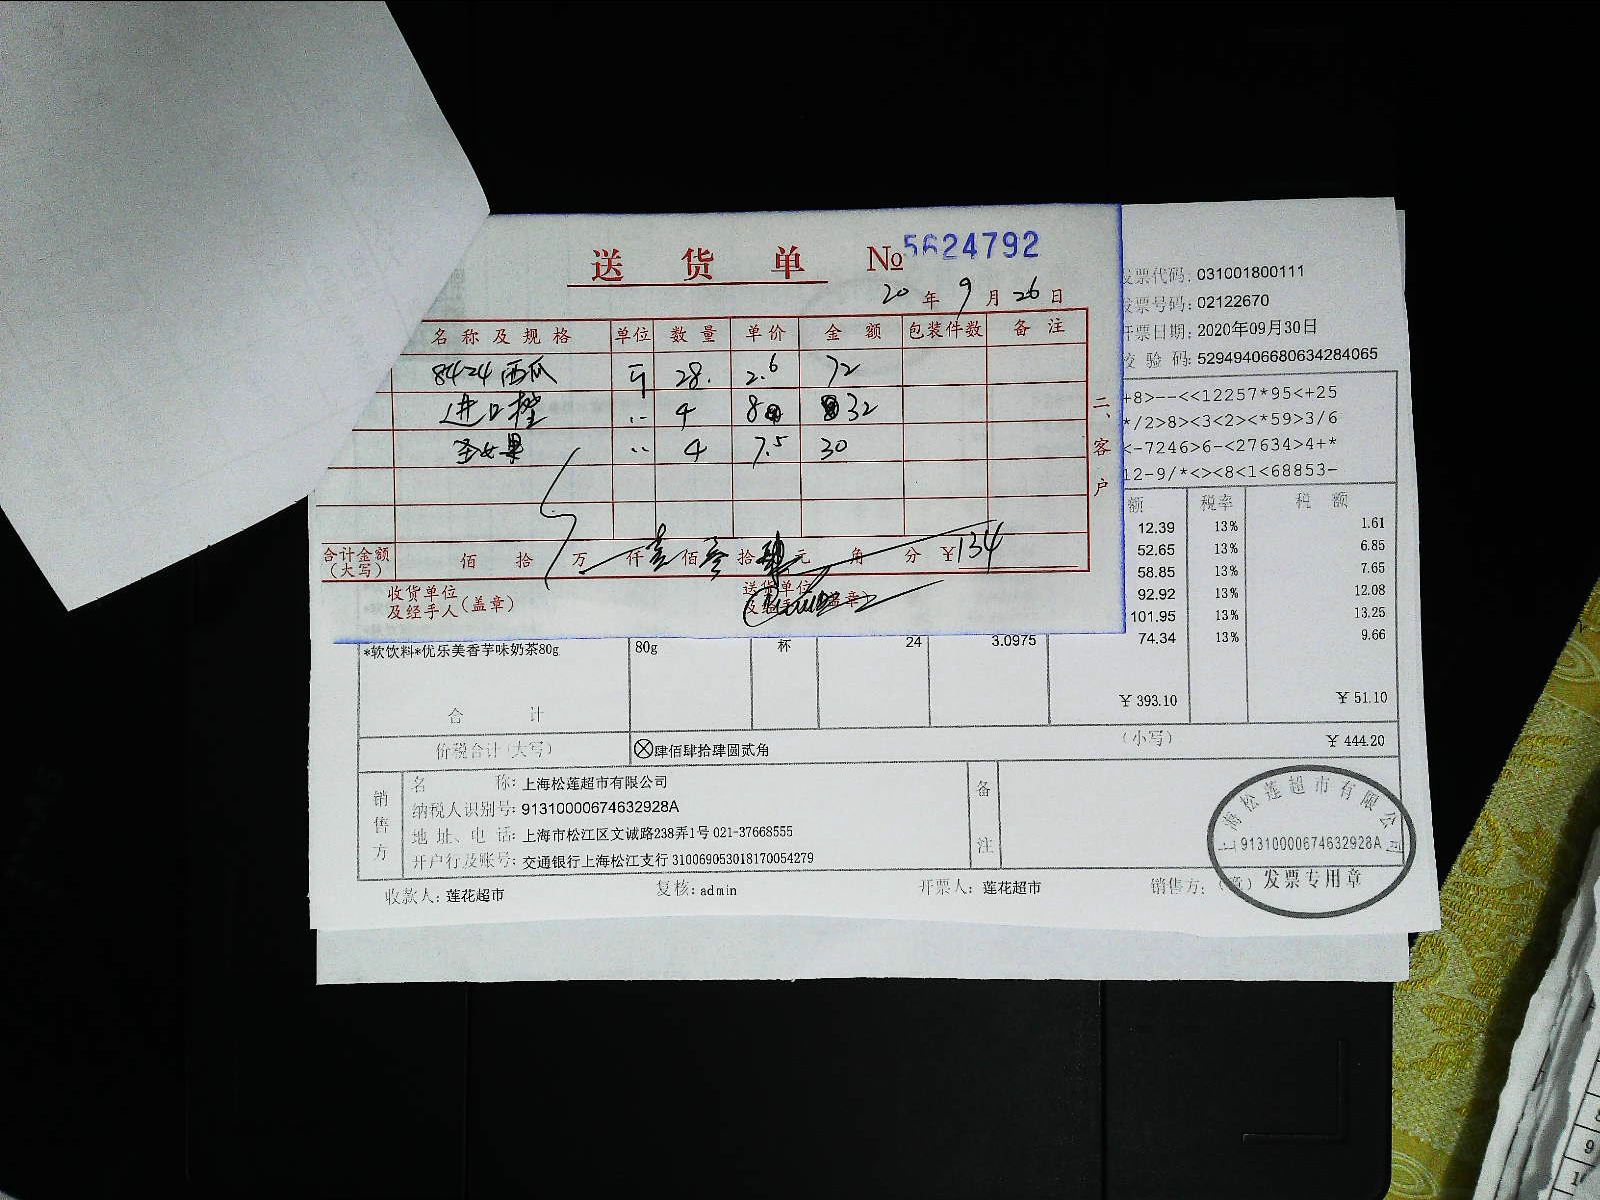 送货单 №5624792
20年9月26日
名称及规格 单位 数量 单价 金额 包装件数 备注
8424西瓜 斤 28. 2.6 72
进口橙 .. 4 8 32
圣女果 .. 4 7.5 30
合计金额（大写） 佰 拾 万 仟壹佰叁拾肆元 角 分 ¥134
收货单位及经手人（盖章） 送货单位及经手人（盖章）
二、客户
发票代码: 031001800111
发票号码: 02122670
开票日期: 2020年09月30日
校 验 码: 52949406680634284065
+8>--<<12257*95<+25
*/2>8><3<2><*59>3/6
<-7246>6-<27634>4+*
12-9/*<><8<1<68853-
额 税率 税 额
12.39 13% 1.61
52.65 13% 6.85
58.85 13% 7.65
92.92 13% 12.08
101.95 13% 13.25
74.34 13% 9.66
*软饮料*优乐美香芋味奶茶80g 80g 杯 24 3.0975
合 计 ¥393.10 ¥51.10
价税合计（大写） ⊗肆佰肆拾肆圆贰角 （小写） ¥444.20
销售方
名 称: 上海松莲超市有限公司
纳税人识别号: 91310000674632928A
地 址、电 话: 上海市松江区文诚路238弄1号 021-37668555
开户行及账号: 交通银行上海松江支行 310069053018170054279
备注
收款人: 莲花超市 复核: admin 开票人: 莲花超市 销售方:（章）
上海松莲超市有限公司
91310000674632928A
发票专用章